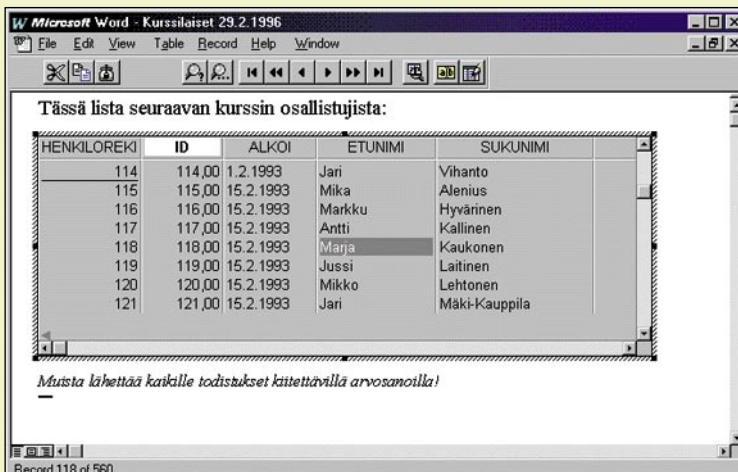 Microsoft Word - Kurssilaiset 29.2.1996
File Edit View Table Record Help Window
Tässä lista seuraavan kurssin osallistujista:
HENKILOREKI ID ALKOI ETUNIMI SUKUNIMI
114 114,00 1.2.1993 Jari Vihanto
115 115,00 15.2.1993 Mika Alenius
116 116,00 15.2.1993 Markku Hyvärinen
117 117,00 15.2.1993 Antti Kallinen
118 118,00 15.2.1993 Marja Kaukonen
119 119,00 15.2.1993 Jussi Laitinen
120 120,00 15.2.1993 Mikko Lehtonen
121 121,00 15.2.1993 Jari Mäki-Kauppila
Muista lähettää kaikille todistukset kiitettävillä arvosanoilla!
Record 118 of 560